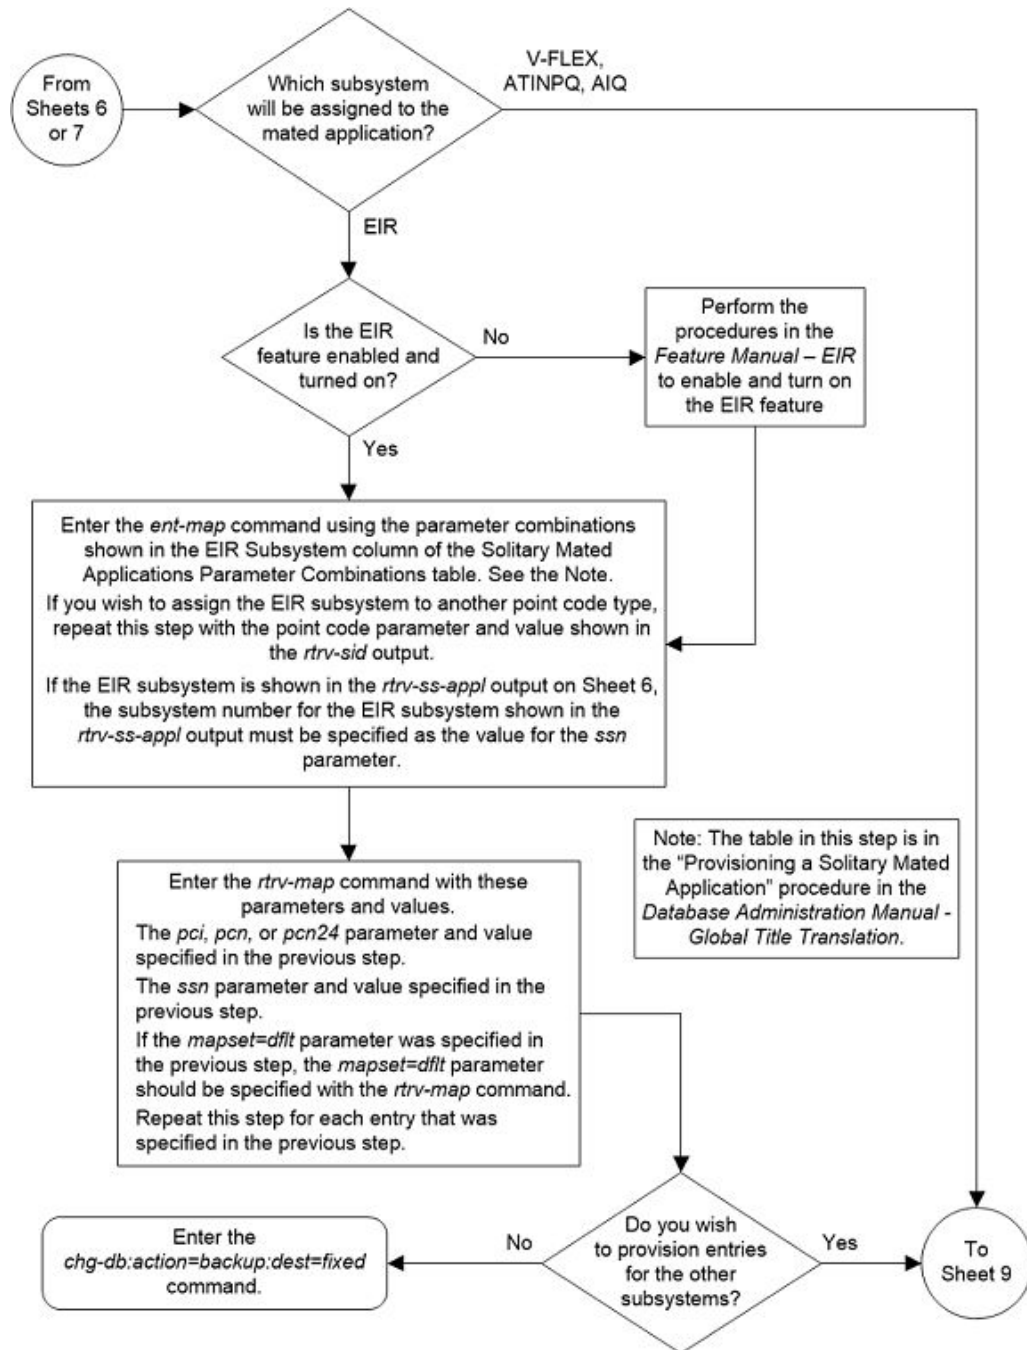 From
Sheets 6
or 7
Which subsystem
will be assigned to the
mated application?
V-FLEX,
ATINPQ, AIQ
EIR
Is the EIR
feature enabled and
turned on?
No
Perform the
procedures in the
Feature Manual – EIR
to enable and turn on
the EIR feature
Yes
Enter the ent-map command using the parameter combinations
shown in the EIR Subsystem column of the Solitary Mated
Applications Parameter Combinations table. See the Note.
If you wish to assign the EIR subsystem to another point code type,
repeat this step with the point code parameter and value shown in
the rtrv-sid output.
If the EIR subsystem is shown in the rtrv-ss-appl output on Sheet 6,
the subsystem number for the EIR subsystem shown in the
rtrv-ss-appl output must be specified as the value for the ssn
parameter.
Note: The table in this step is in
the “Provisioning a Solitary Mated
Application” procedure in the
Database Administration Manual -
Global Title Translation.
Enter the rtrv-map command with these
parameters and values.
The pci, pcn, or pcn24 parameter and value
specified in the previous step.
The ssn parameter and value specified in the
previous step.
If the mapset=dflt parameter was specified in
the previous step, the mapset=dflt parameter
should be specified with the rtrv-map command.
Repeat this step for each entry that was
specified in the previous step.
Do you wish
to provision entries
for the other
subsystems?
No
Yes
Enter the
chg-db:action=backup:dest=fixed
command.
To
Sheet 9